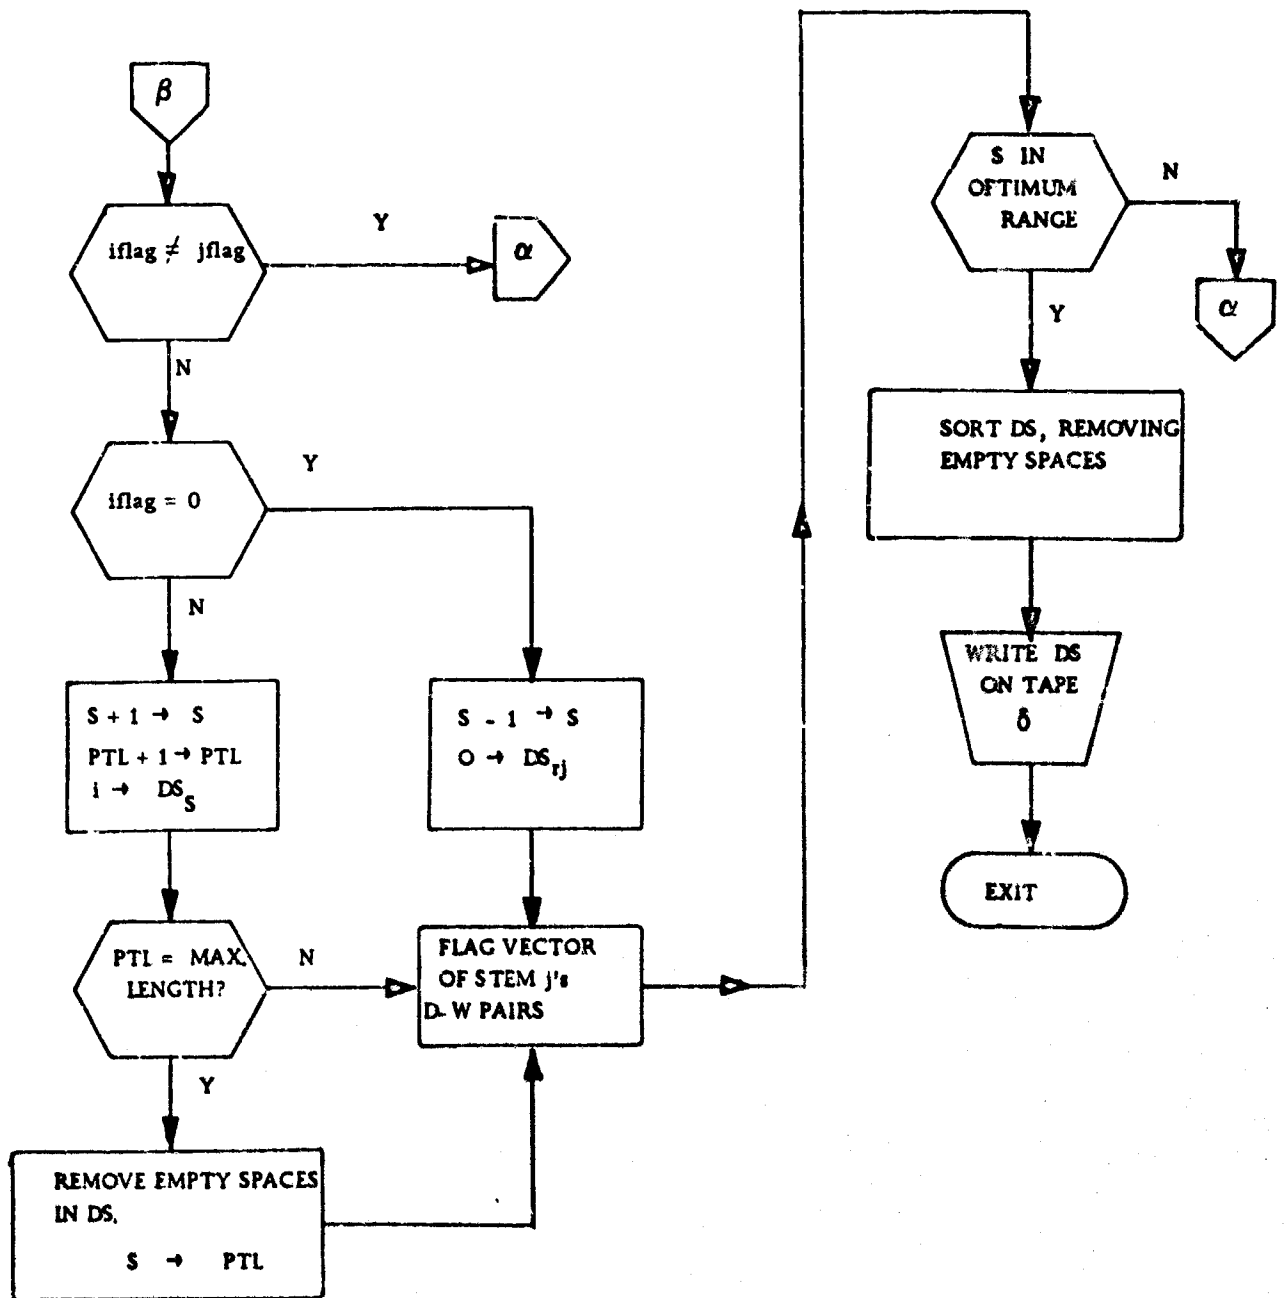 β
iflag ≠ jflag
Y
α
N
iflag = 0
Y
N
S + 1 → S
PTL + 1 → PTL
i → DS_S
S - 1 → S
O → DS_rj
PTL = MAX.
LENGTH?
N
Y
FLAG VECTOR
OF STEM j's
D-W PAIRS
REMOVE EMPTY SPACES
IN DS.
S → PTL
S IN
OFTIMUM
RANGE
N
α
Y
SORT DS, REMOVING
EMPTY SPACES
WRITE DS
ON TAPE
δ
EXIT